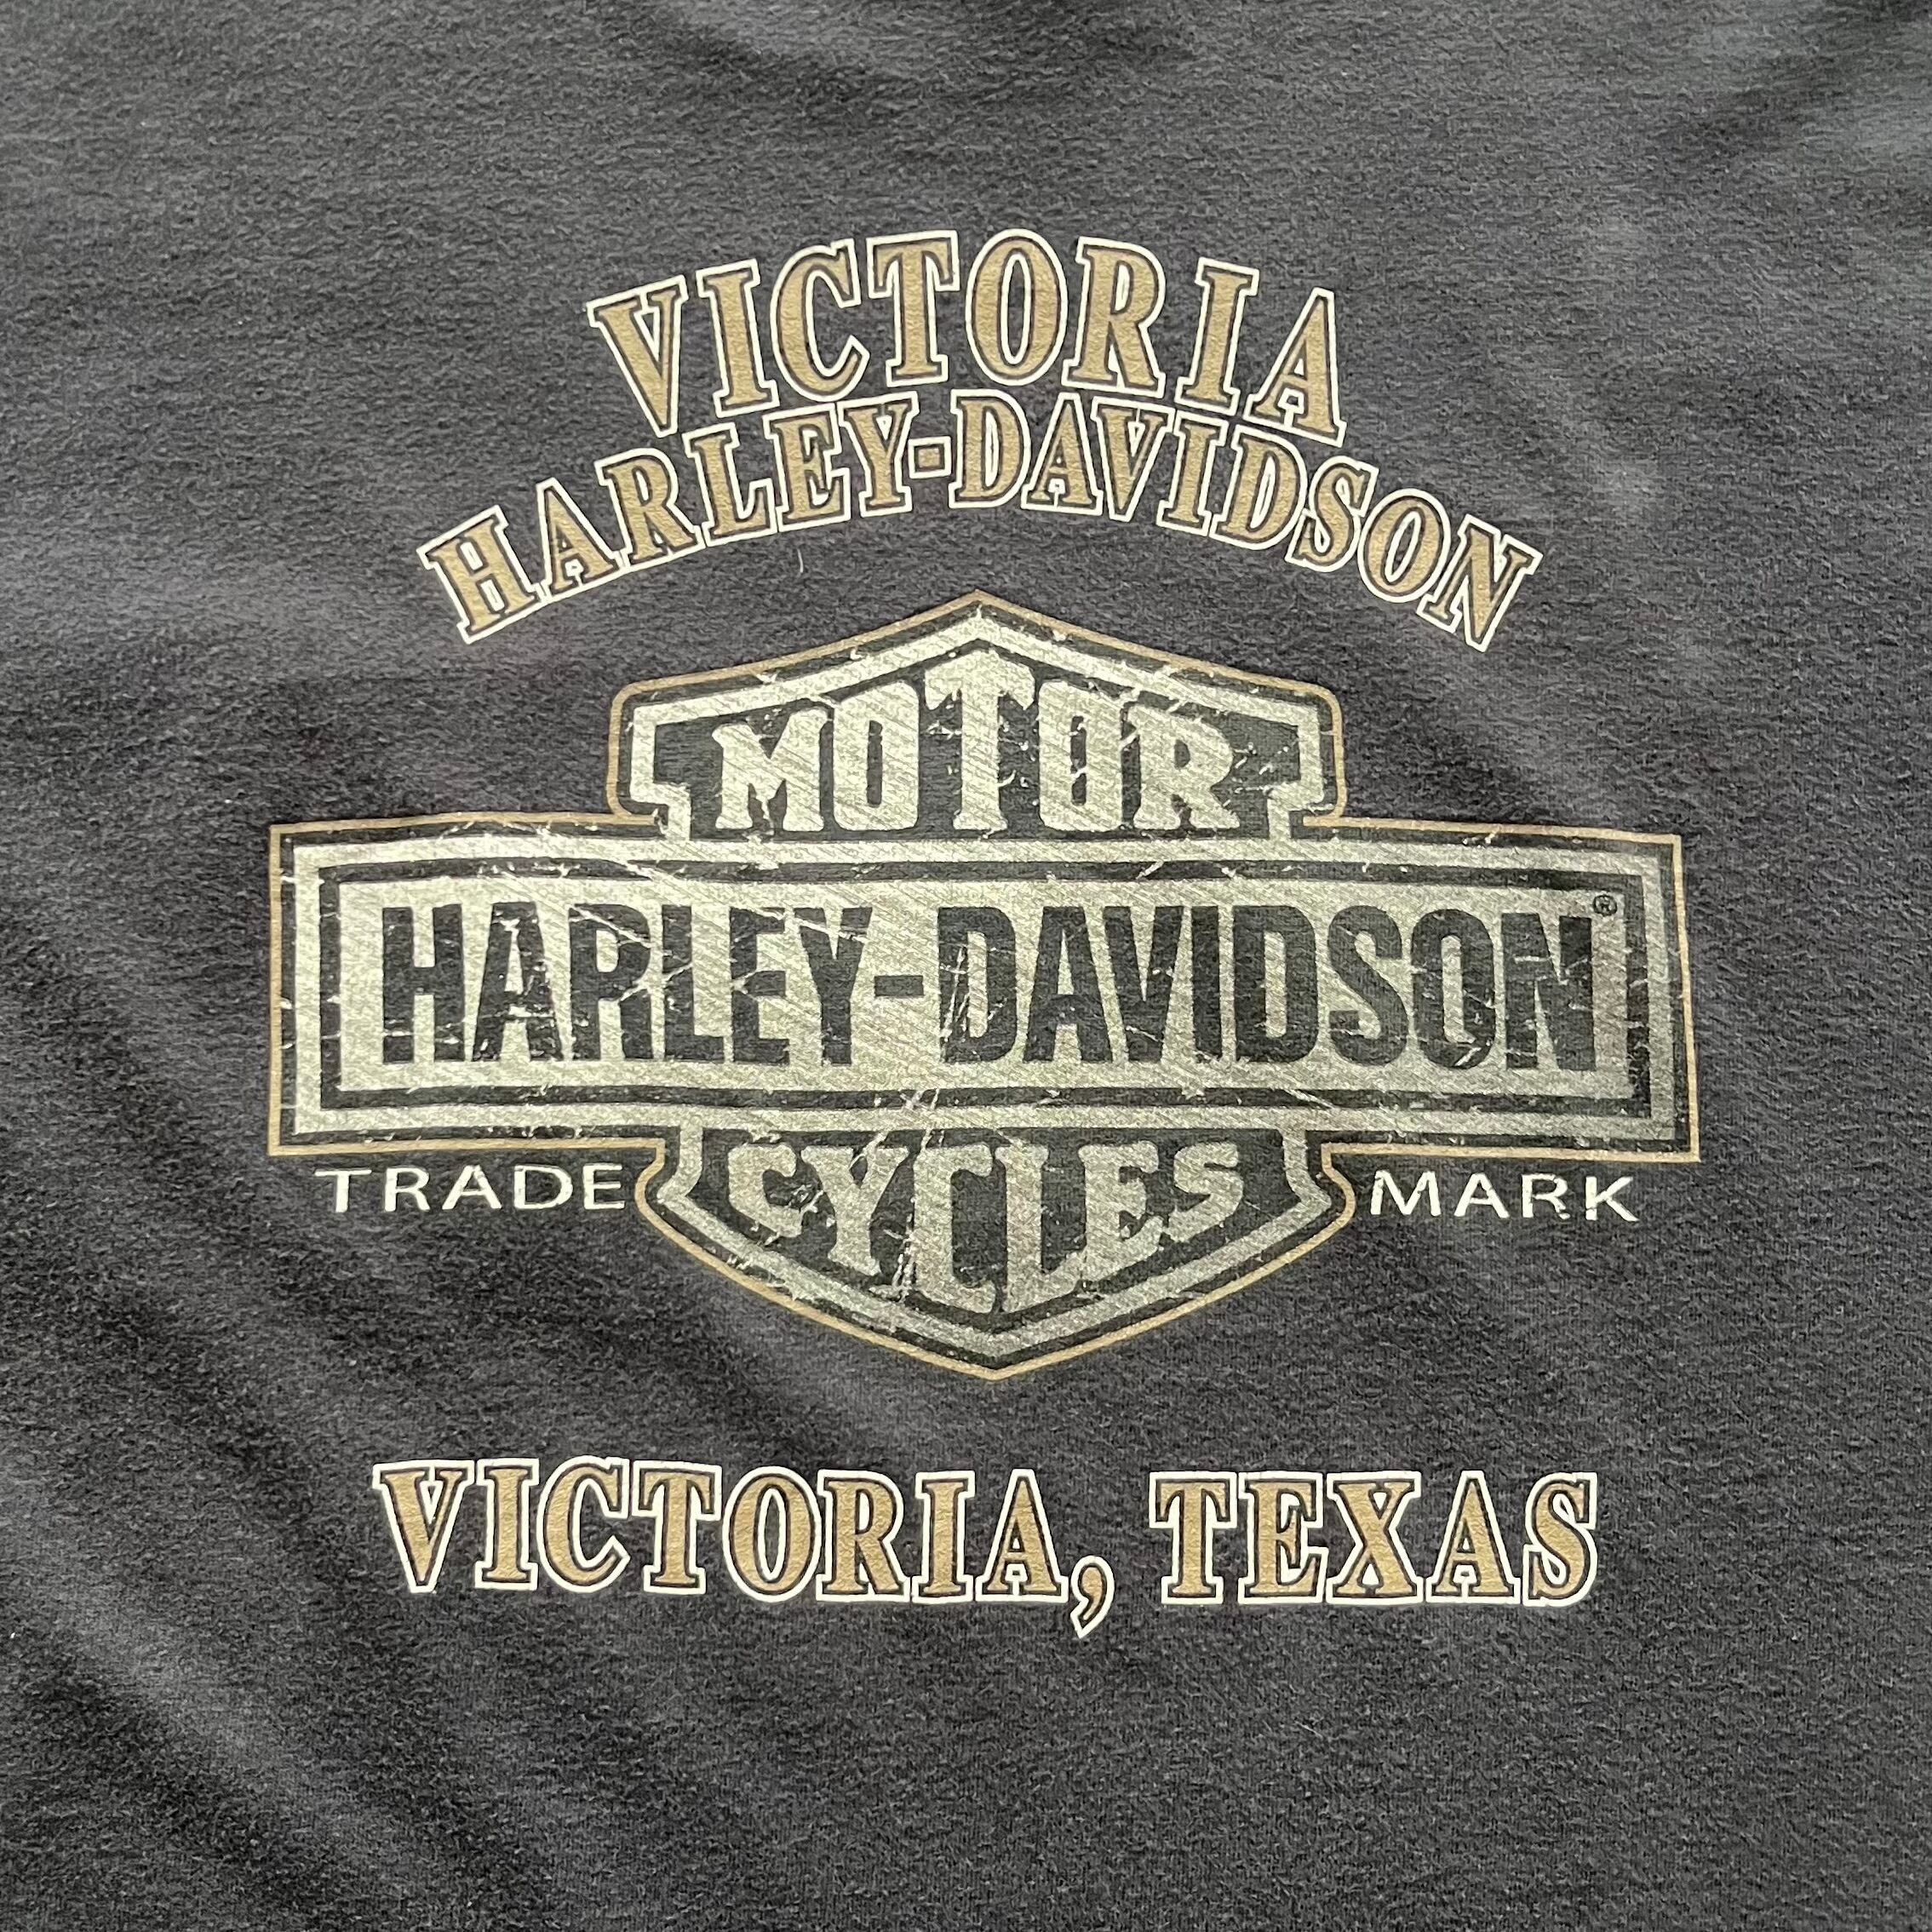 VICTORIA
HARLEY-DAVIDSON
MOTOR
HARLEY-DAVIDSON®
CYCLES
TRADE MARK
VICTORIA, TEXAS